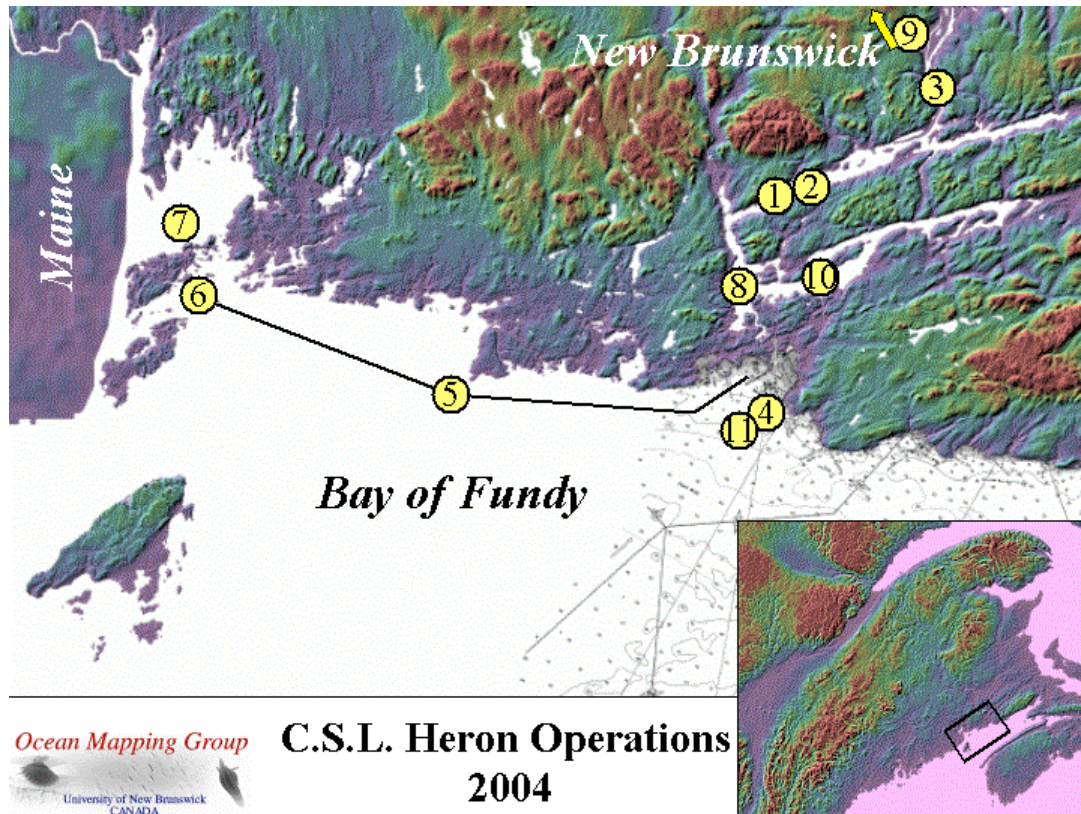 New Brunswick
9
3
Maine
1
2
7
8
10
6
5
4
11
Bay of Fundy
Ocean Mapping Group
University of New Brunswick
CANADA
C.S.L. Heron Operations
2004